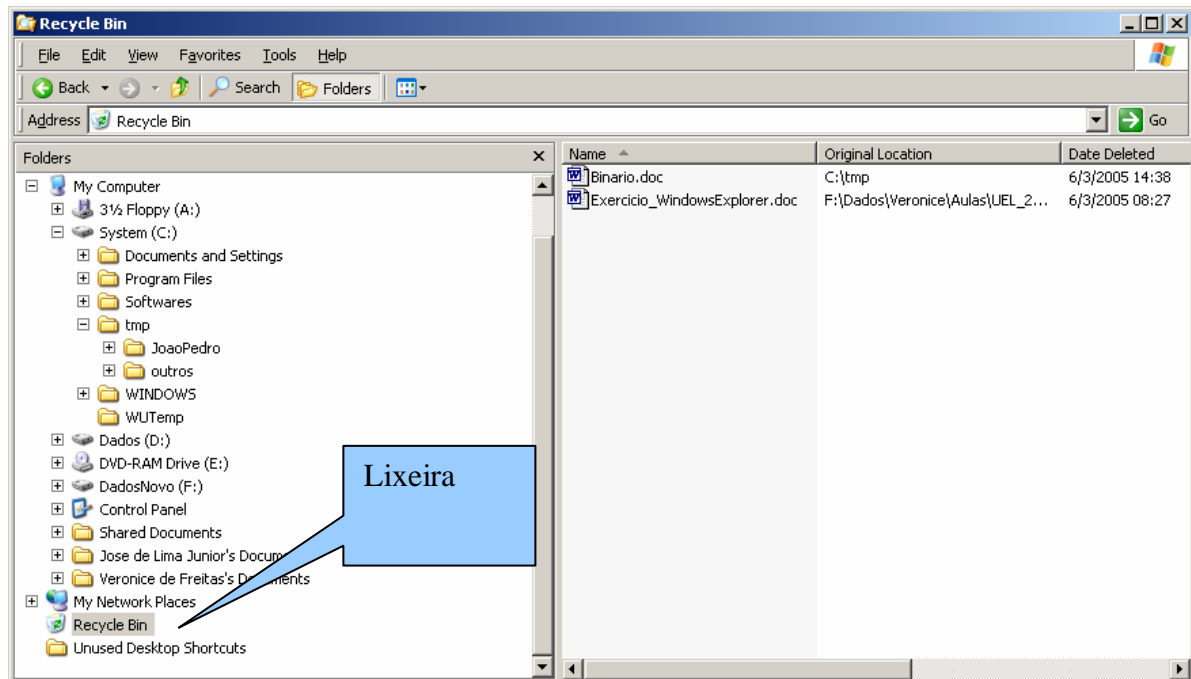 Recycle Bin
File Edit View Favorites Tools Help
Back Search Folders
Address Recycle Bin Go
Folders
My Computer
3½ Floppy (A:)
System (C:)
Documents and Settings
Program Files
Softwares
tmp
JoaoPedro
outros
WINDOWS
WUTemp
Dados (D:)
DVD-RAM Drive (E:)
DadosNovo (F:)
Control Panel
Shared Documents
Jose de Lima Junior's Docum
Veronice de Freitas's D ments
My Network Places
Recycle Bin
Unused Desktop Shortcuts
Lixeira
Name Original Location Date Deleted
Binario.doc C:\tmp 6/3/2005 14:38
Exercicio_WindowsExplorer.doc F:\Dados\Veronice\Aulas\UEL_2... 6/3/2005 08:27